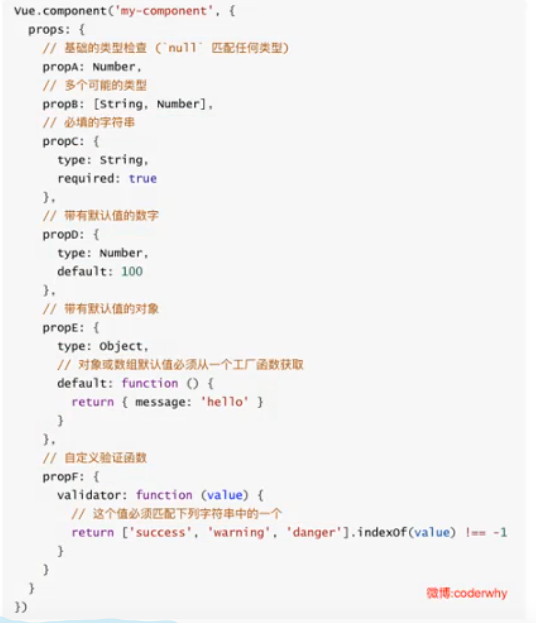 Vue.component('my-component', {
  props: {
    // 基础的类型检查 (`null` 匹配任何类型)
    propA: Number,
    // 多个可能的类型
    propB: [String, Number],
    // 必填的字符串
    propC: {
      type: String,
      required: true
    },
    // 带有默认值的数字
    propD: {
      type: Number,
      default: 100
    },
    // 带有默认值的对象
    propE: {
      type: Object,
      // 对象或数组默认值必须从一个工厂函数获取
      default: function () {
        return { message: 'hello' }
      }
    },
    // 自定义验证函数
    propF: {
      validator: function (value) {
        // 这个值必须匹配下列字符串中的一个
        return ['success', 'warning', 'danger'].indexOf(value) !== -1
      }
    }
  }
})
微博:coderwhy